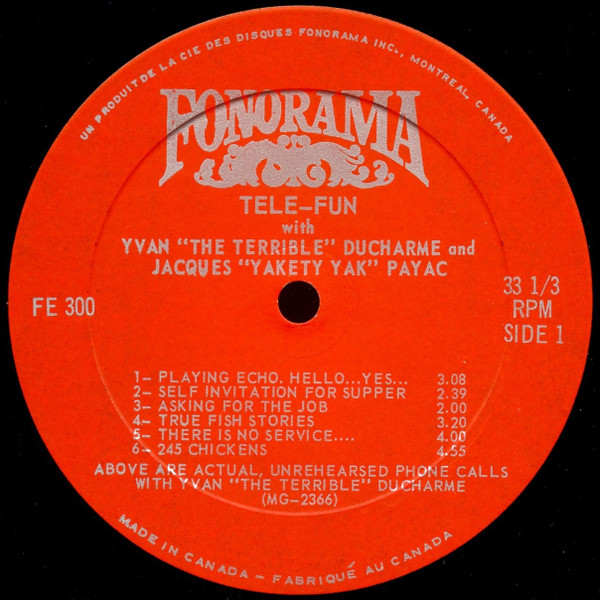 UN PRODUIT DE LA CIE DES DISQUES FONORAMA INC., MONTREAL, CANADA
FONORAMA
TELE-FUN
with
YVAN "THE TERRIBLE" DUCHARME and
JACQUES "YAKETY YAK" PAYAC
FE 300
33 1/3
RPM
SIDE 1
1- PLAYING ECHO. HELLO...YES... 3.08
2- SELF INVITATION FOR SUPPER 2.39
3- ASKING FOR THE JOB 2.00
4- TRUE FISH STORIES 3.20
5- THERE IS NO SERVICE.... 4.00
6- 245 CHICKENS 4.55
ABOVE ARE ACTUAL, UNREHEARSED PHONE CALLS
WITH YVAN "THE TERRIBLE" DUCHARME
(MG-2366)
MADE IN CANADA - FABRIQUÉ AU CANADA